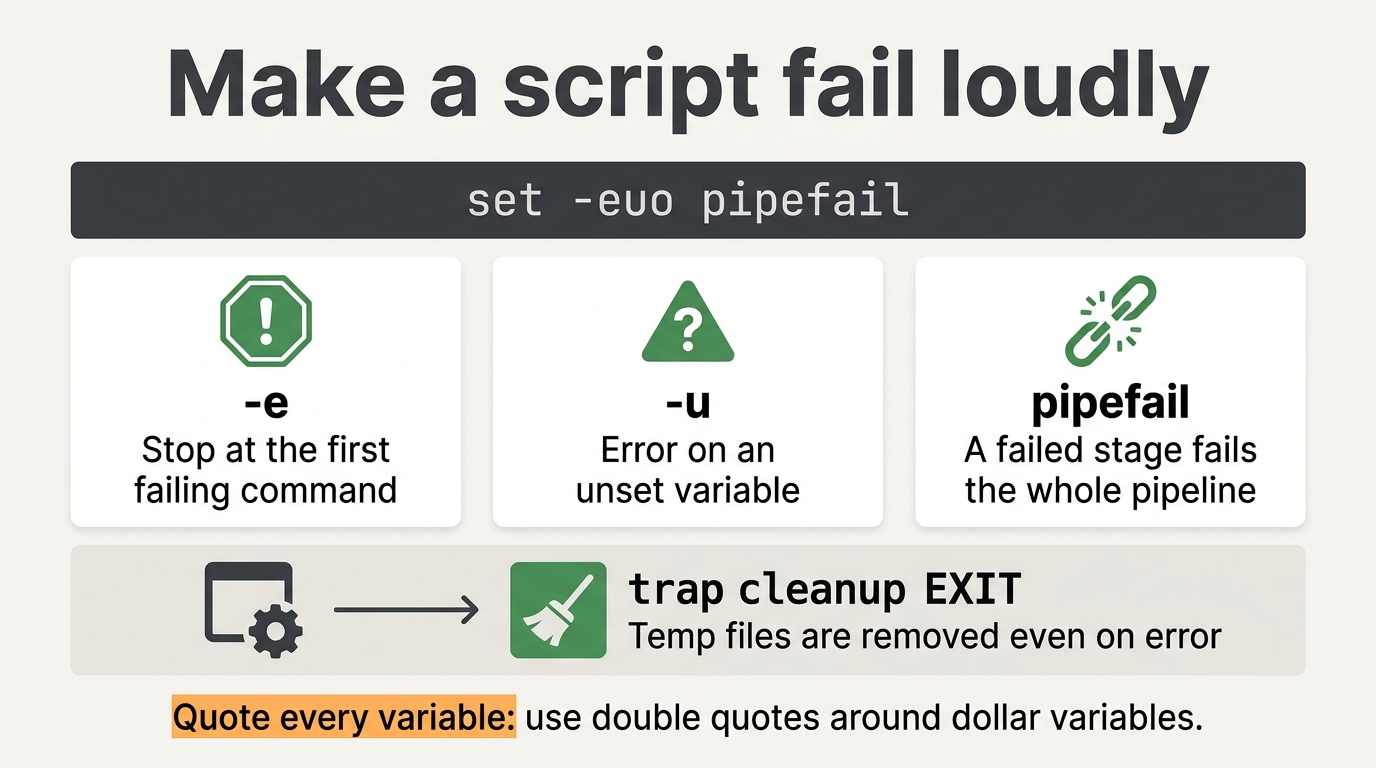 Make a script fail loudly
set -euo pipefail
-e
Stop at the first
failing command
-u
Error on an
unset variable
pipefail
A failed stage fails
the whole pipeline
trap cleanup EXIT
Temp files are removed even on error
Quote every variable: use double quotes around dollar variables.